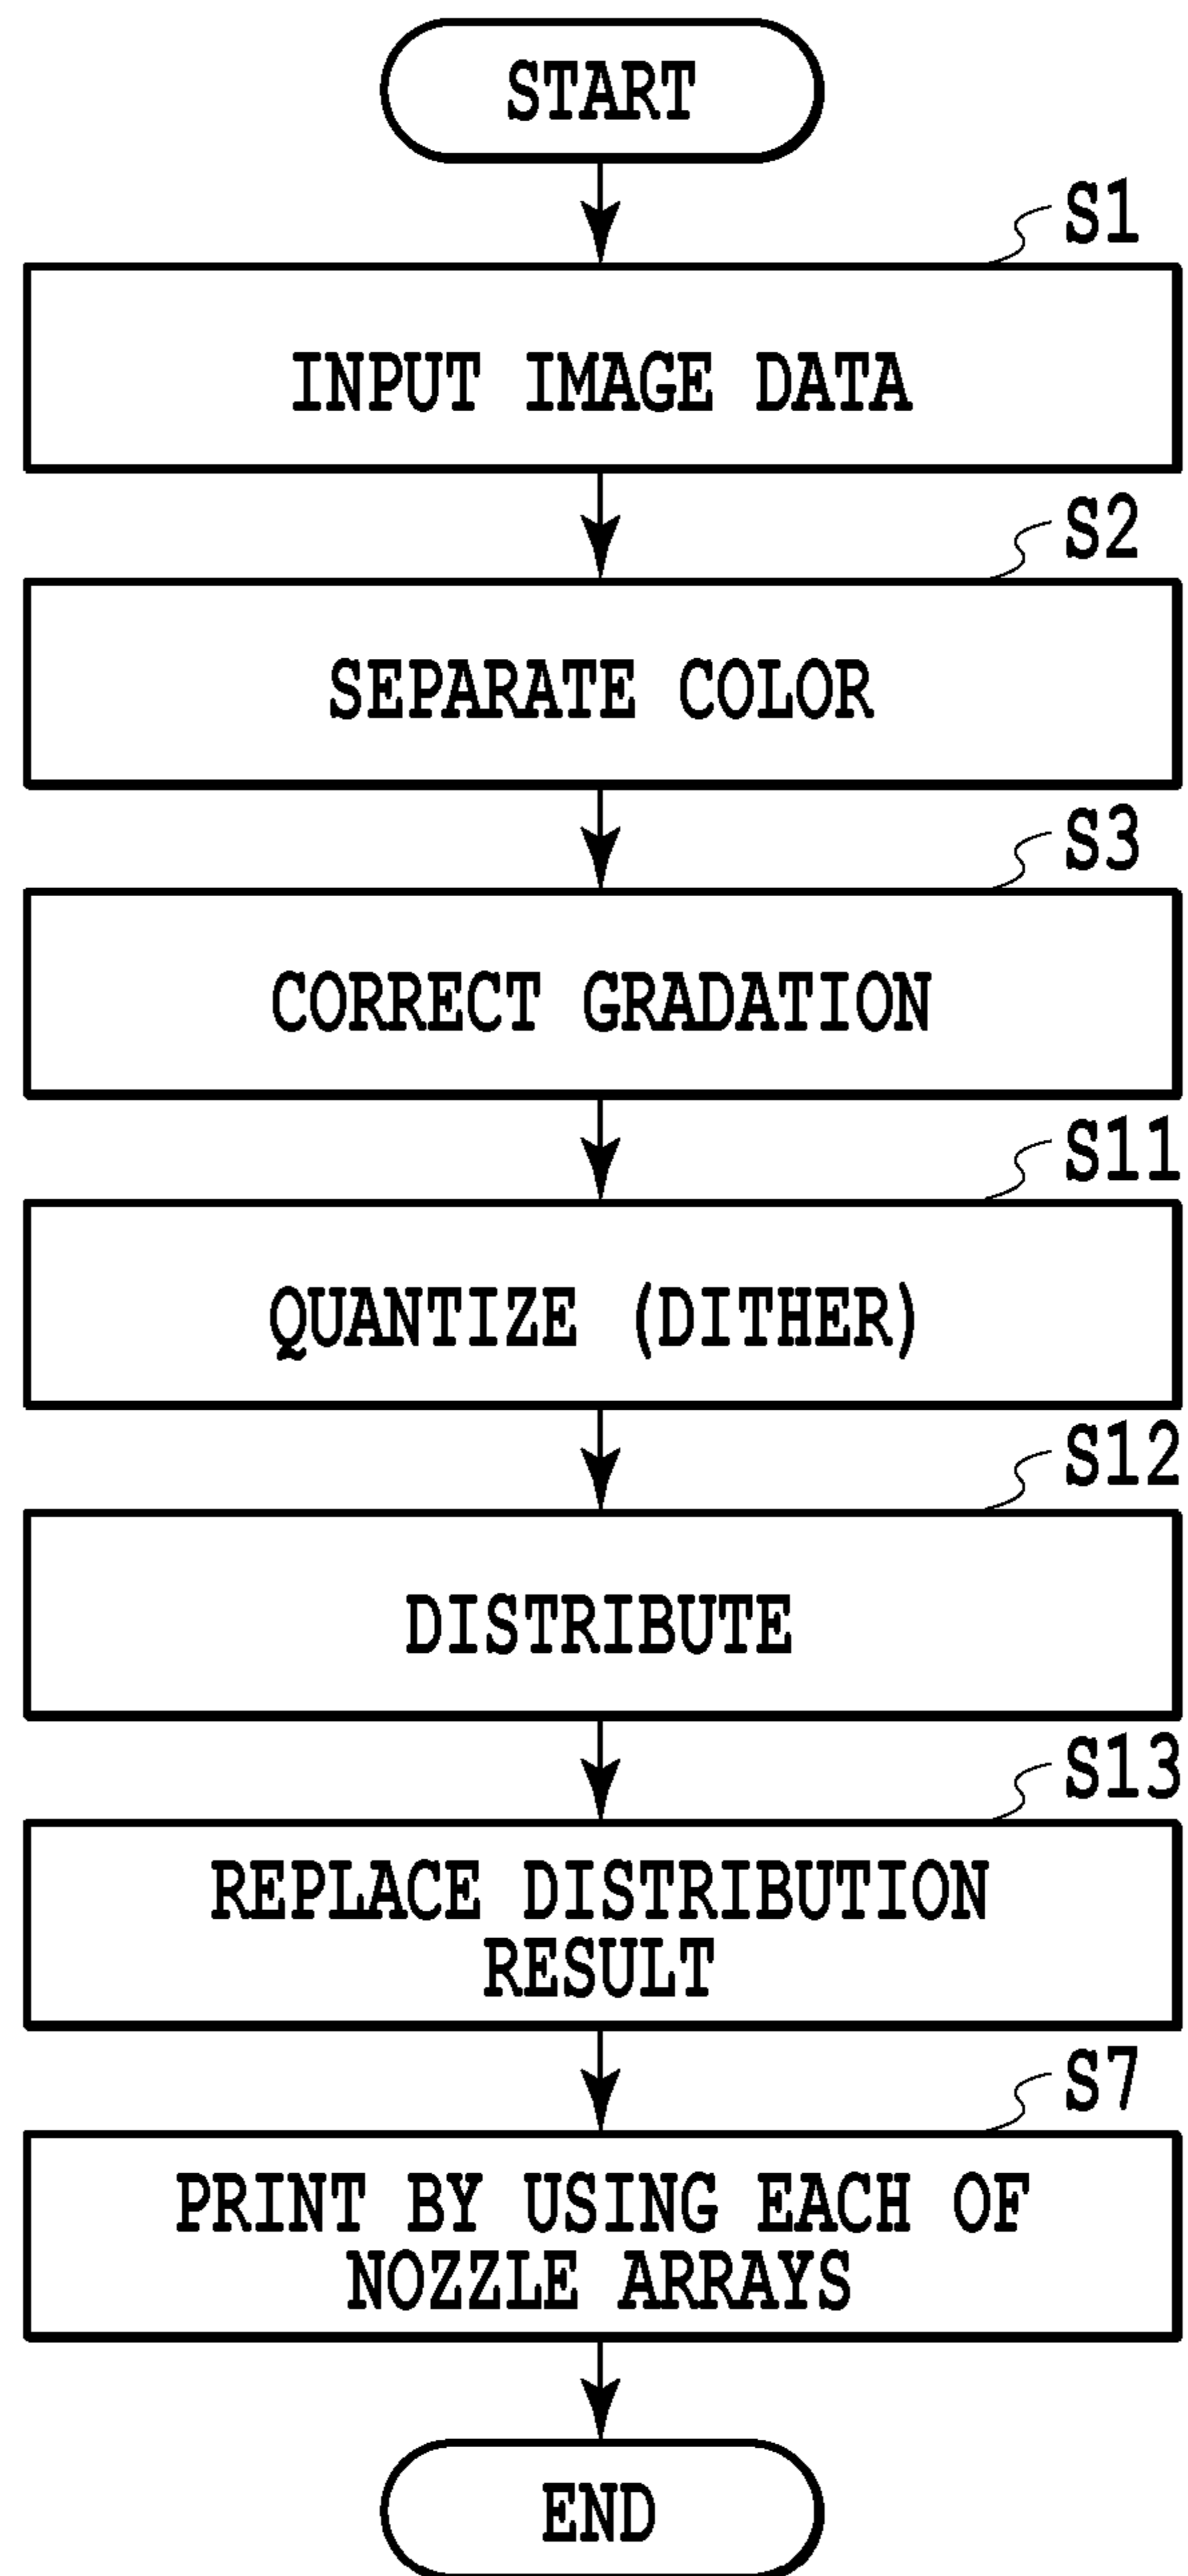 START
S1
INPUT IMAGE DATA
S2
SEPARATE COLOR
S3
CORRECT GRADATION
S11
QUANTIZE (DITHER)
S12
DISTRIBUTE
S13
REPLACE DISTRIBUTION
RESULT
S7
PRINT BY USING EACH OF
NOZZLE ARRAYS
END